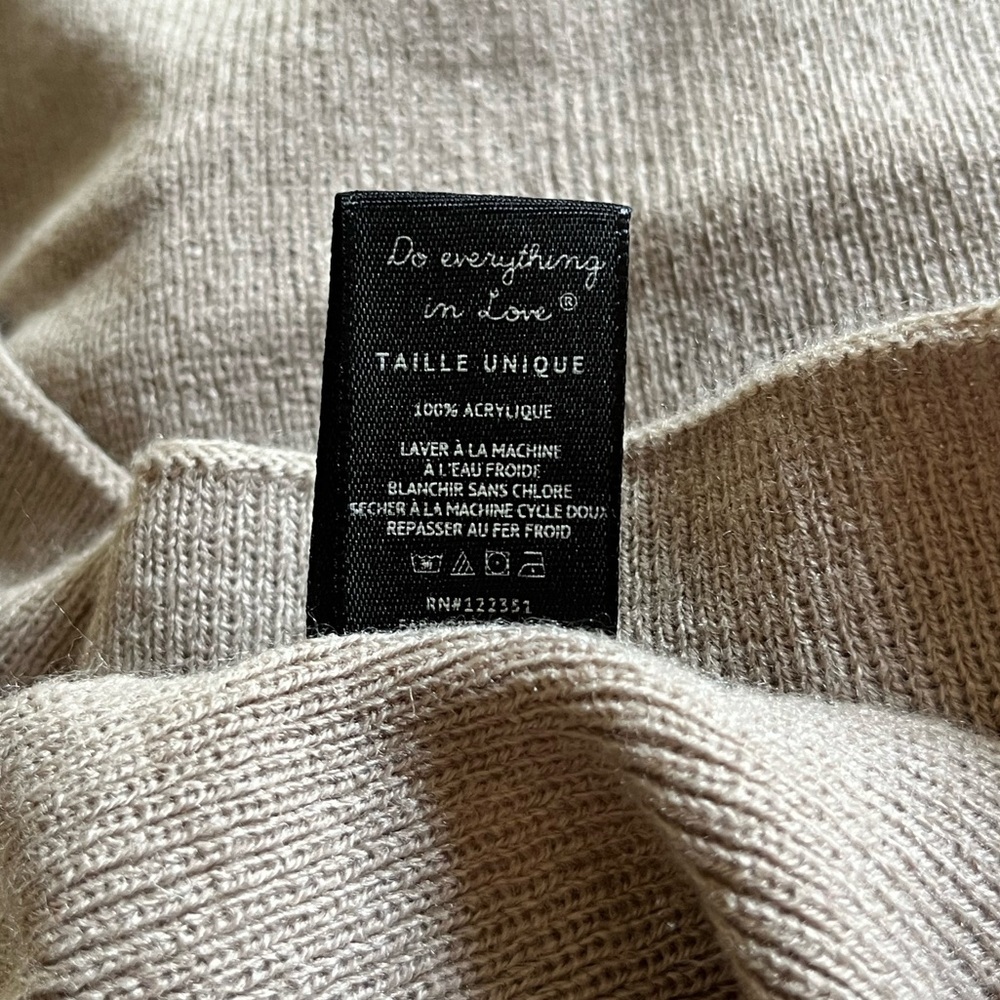 Do everything
in Love®
TAILLE UNIQUE
100% ACRYLIQUE
LAVER À LA MACHINE
À L'EAU FROIDE
BLANCHIR SANS CHLORE
SECHER À LA MACHINE CYCLE DOUX
REPASSER AU FER FROID
RN#122351